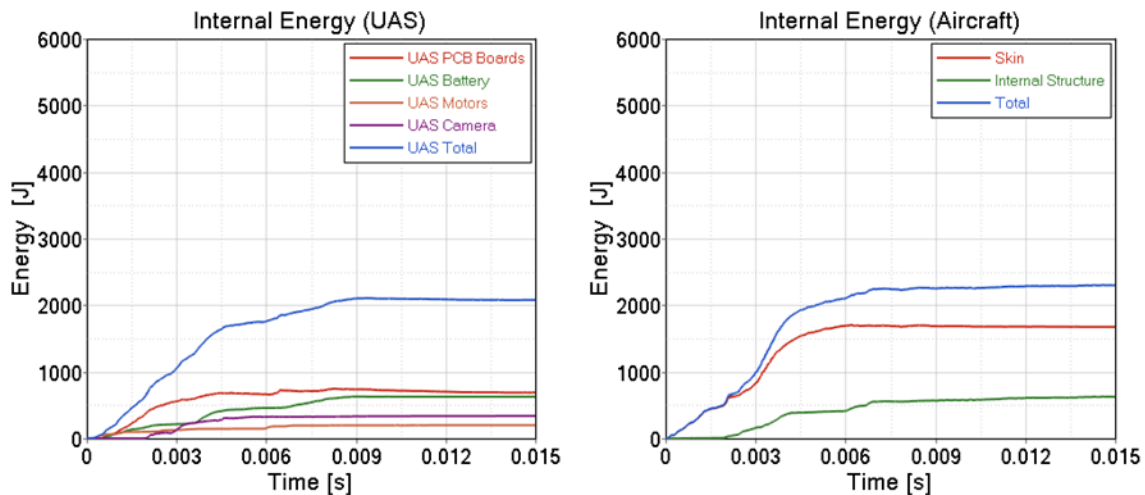 Internal Energy (UAS)
6000
5000
4000
3000
2000
1000
0
Energy [J]
UAS PCB Boards
UAS Battery
UAS Motors
UAS Camera
UAS Total
0 0.003 0.006 0.009 0.012 0.015
Time [s]
Internal Energy (Aircraft)
6000
5000
4000
3000
2000
1000
0
Energy [J]
Skin
Internal Structure
Total
0 0.003 0.006 0.009 0.012 0.015
Time [s]